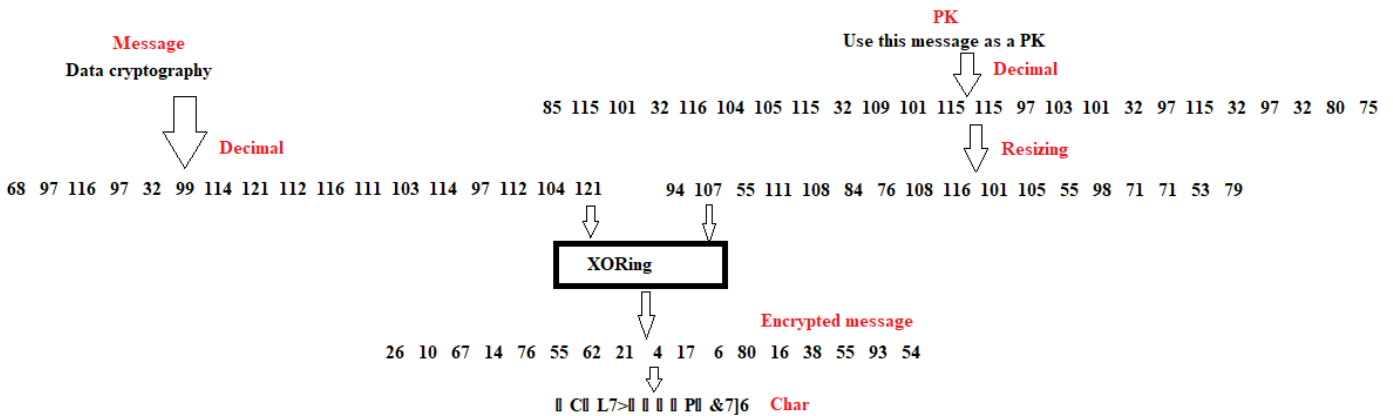 PK
Message
Use this message as a PK
Data cryptography
Decimal
85 115 101 32 116 104 105 115 32 109 101 115 115 97 103 101 32 97 115 32 97 32 80 75
Decimal
Resizing
68 97 116 97 32 99 114 121 112 116 111 103 114 97 112 104 121
94 107 55 111 108 84 76 108 116 101 105 55 98 71 71 53 79
XORing
Encrypted message
26 10 67 14 76 55 62 21 4 17 6 80 16 38 55 93 54
▯ C▯ L7>▯ ▯ ▯ ▯ P▯ &7]6 Char